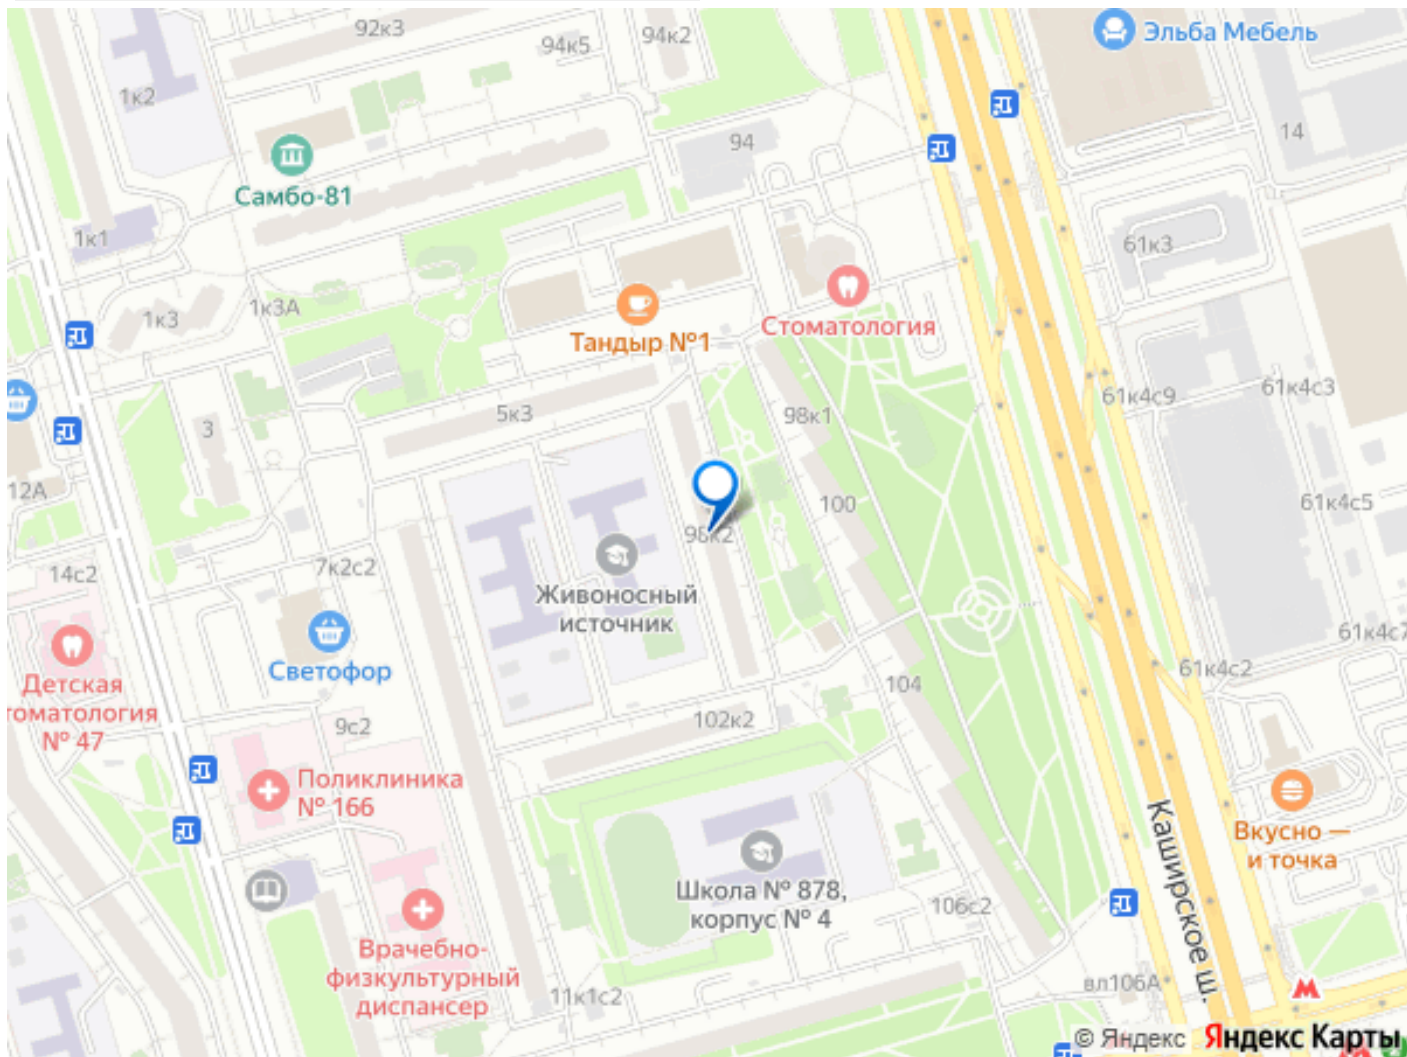 92к3
94к5
94к2
Эльба Мебель
1к2
14
94
Самбо-81
1к1
61к3
1к3А
1к3
Стоматология
Тандыр №1
61к4с9
61к4с3
5к3
98к1
3
12А
100
61к4с5
98к2
14с2
7к2с2
Живоносный
источник
61к4с7
Светофор
61к4с2
Детская
томатология
№ 47
104
102к2
9с2
Поликлиника
№ 166
Каширское ш.
Вкусно —
и точка
Школа № 878,
корпус № 4
106с2
Врачебно-
физкультурный
диспансер
вл106А
11к1с2
© Яндекс Яндекс Карты